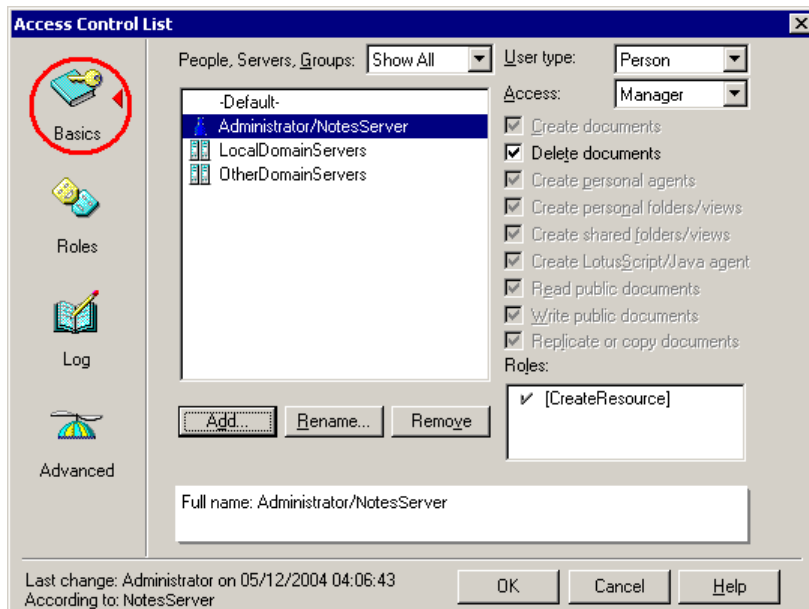 Access Control List
Basics
Roles
Log
Advanced
People, Servers, Groups: Show All
-Default-
Administrator/NotesServer
LocalDomainServers
OtherDomainServers
Add... Rename... Remove
User type: Person
Access: Manager
Create documents
Delete documents
Create personal agents
Create personal folders/views
Create shared folders/views
Create LotusScript/Java agent
Read public documents
Write public documents
Replicate or copy documents
Roles:
[CreateResource]
Full name: Administrator/NotesServer
Last change: Administrator on 05/12/2004 04:06:43
According to: NotesServer
OK Cancel Help